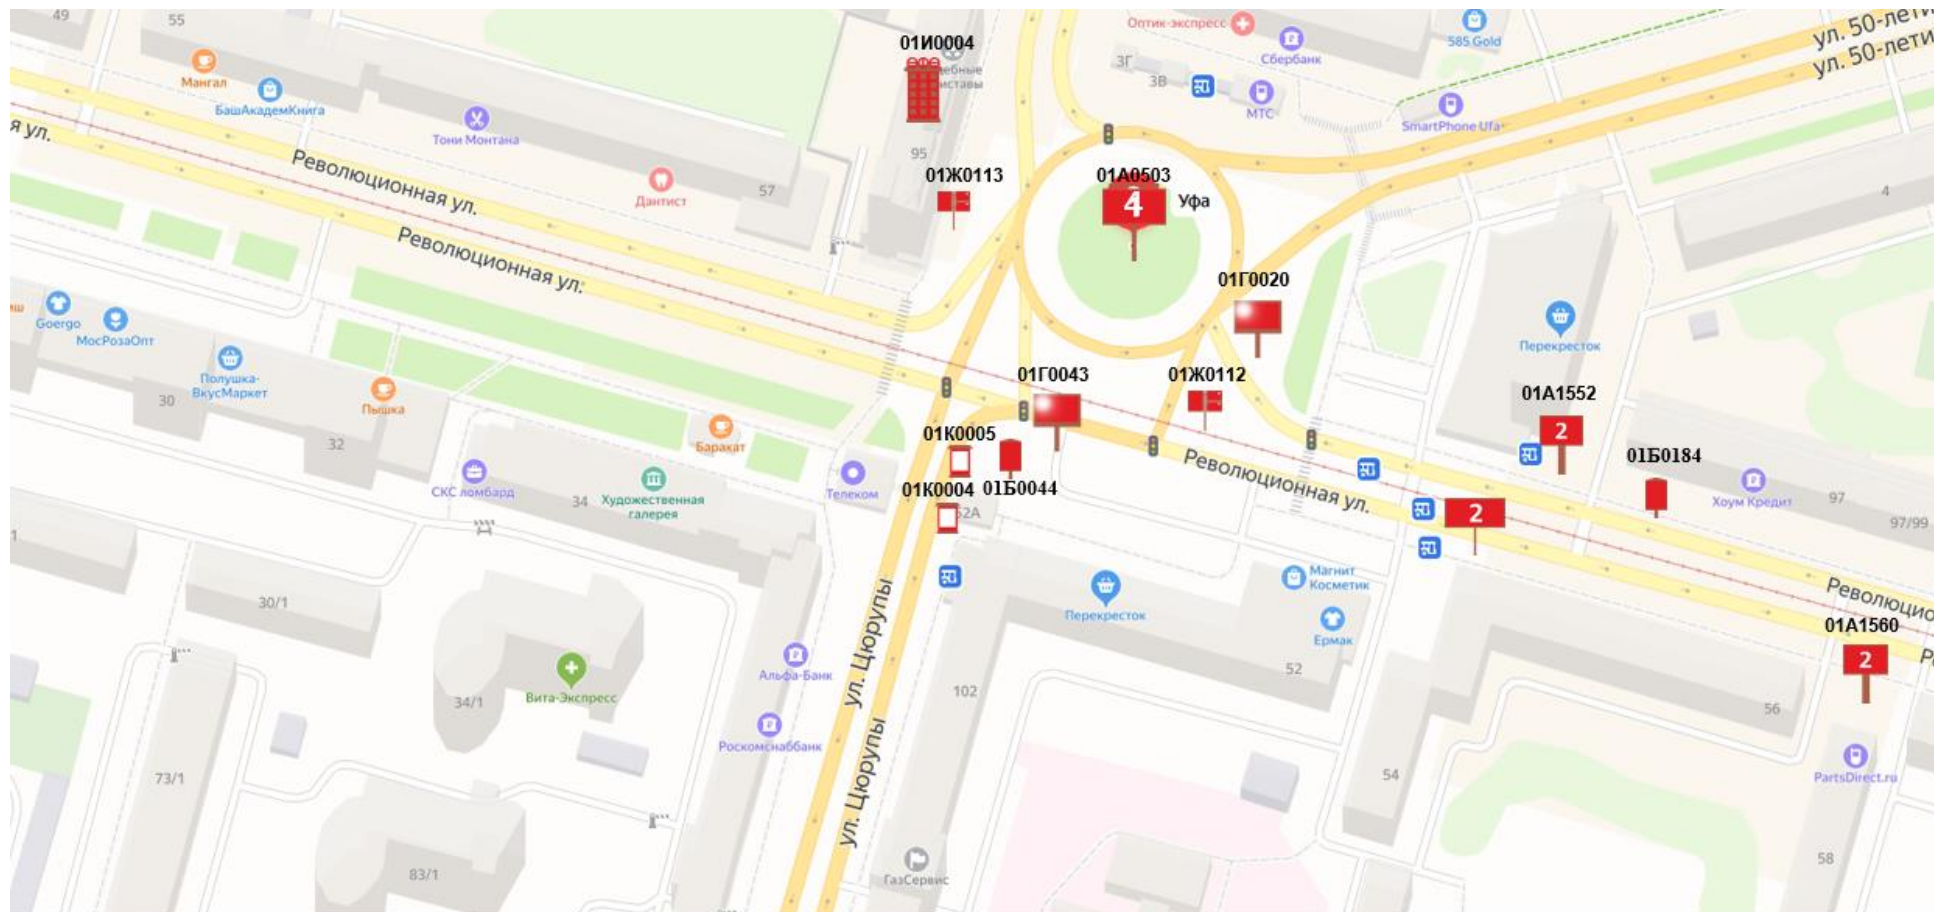 49
55
Мангал
БашАкадемКнига
Тони Монтана
Дантист
57
я ул.
Революционная ул.
Революционная ул.
01И0004
95
01Ж0113
Оптик-экспресс
Сбербанк
585 Gold
ул. 50-лети
ул. 50-лети
3Г
3В
МТС
SmartPhone Ufa
4
01А0503
4
Уфа
01Г0020
Goergo
МосРозаОпт
Полушка-
ВкусМаркет
Пышка
30
32
Баракат
01Г0043
01Ж0112
Перекресток
01А1552
2
01Б0184
Хоум Кредит
97
97/99
СКС ломбард
34
Художественная
галерея
Телеком
01К0005
01К0004
01Б0044
52А
Революционная ул.
2
Магнит
Косметик
Ермак
Перекресток
52
Революцио
01А1560
2
1
30/1
34/1
Вита-Экспресс
Альфа-Банк
Роскомснаббанк
ул. Цюрупы
ул. Цюрупы
102
56
54
PartsDirect.ru
58
73/1
83/1
ГазСервис